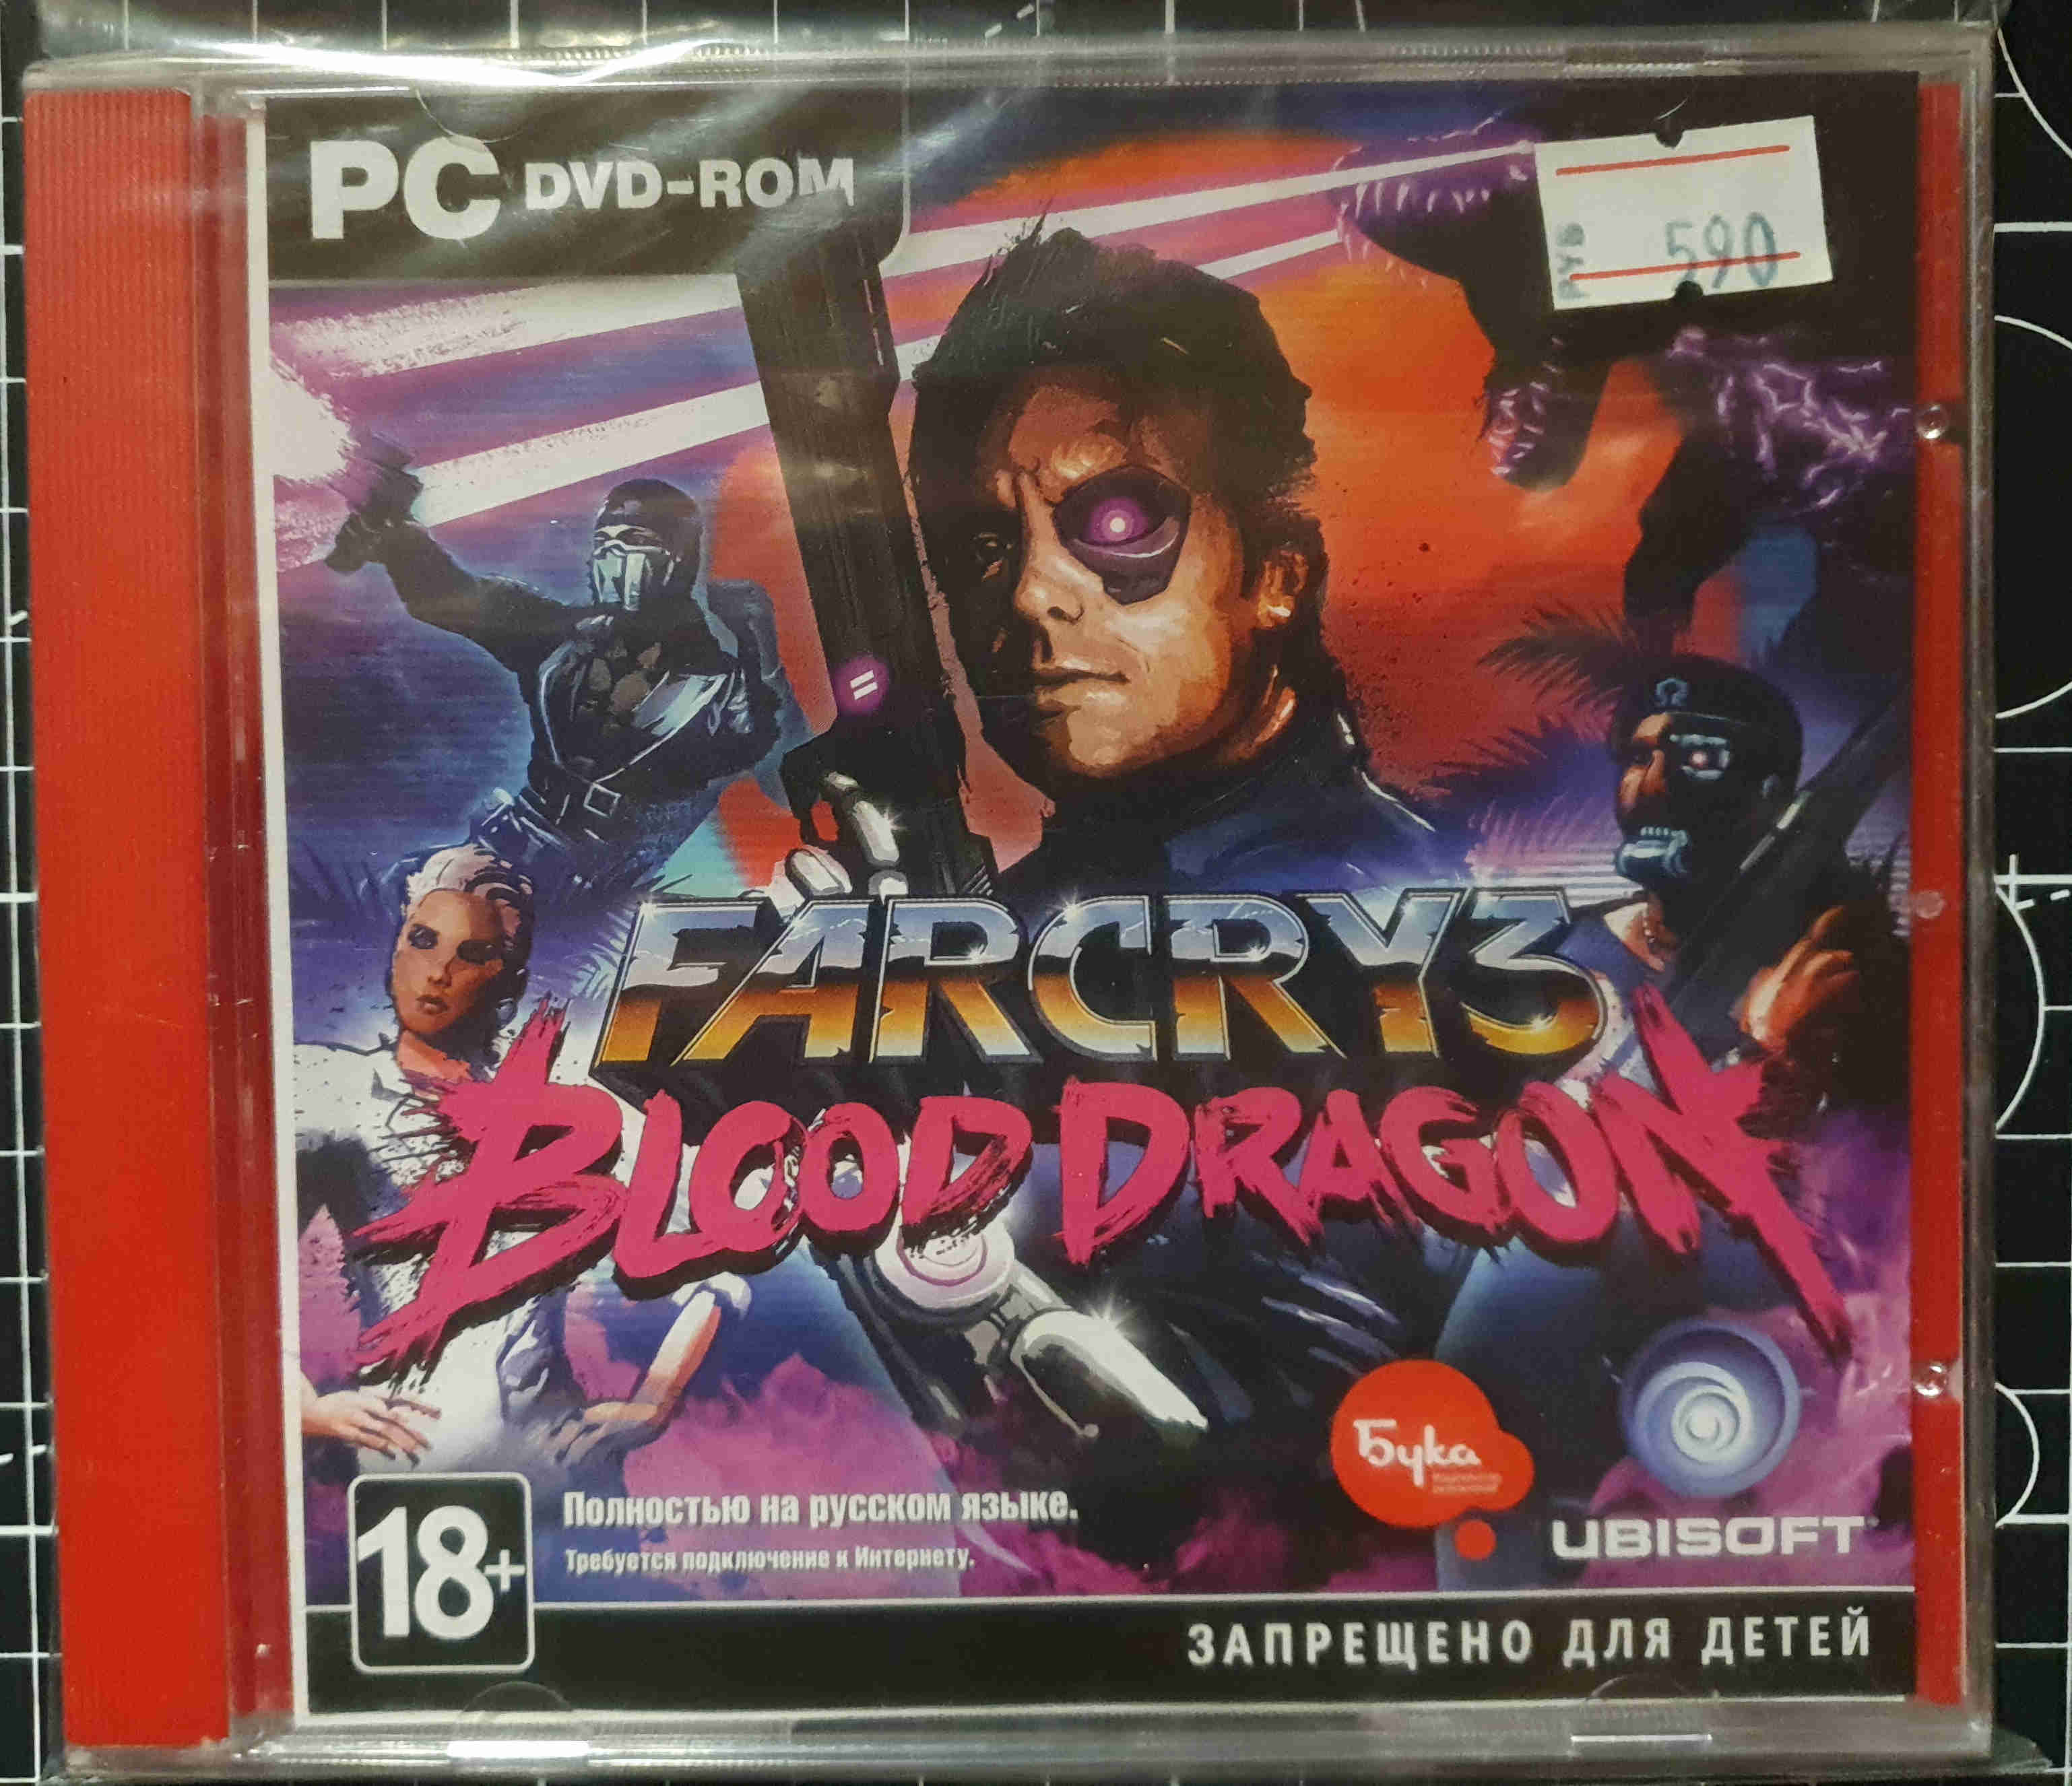 PC DVD-ROM
РУБ 590
=
Ω
FARCRY3
BLOOD DRAGON
Бука
UBISOFT
18+
Полностью на русском языке.
Требуется подключение к Интернету.
ЗАПРЕЩЕНО ДЛЯ ДЕТЕЙ